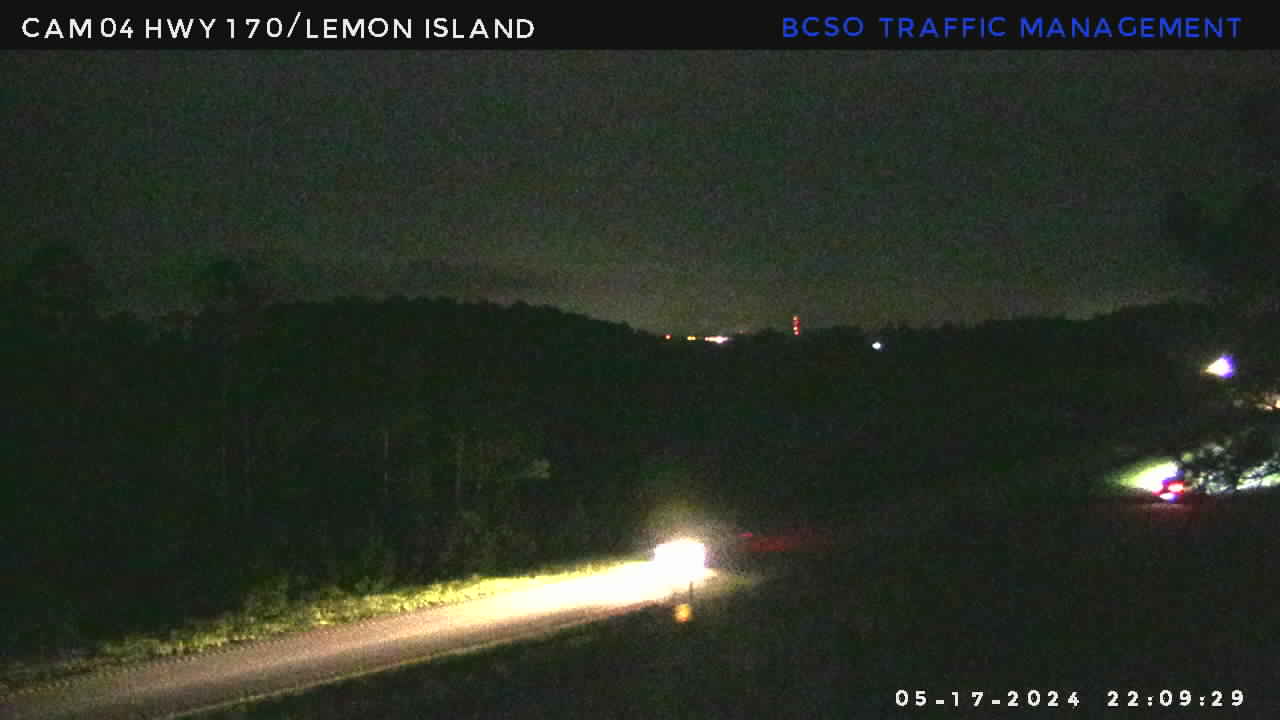 CAM04 HWY 170/LEMON ISLAND
BCSO TRAFFIC MANAGEMENT
05-17-2024 22:09:29